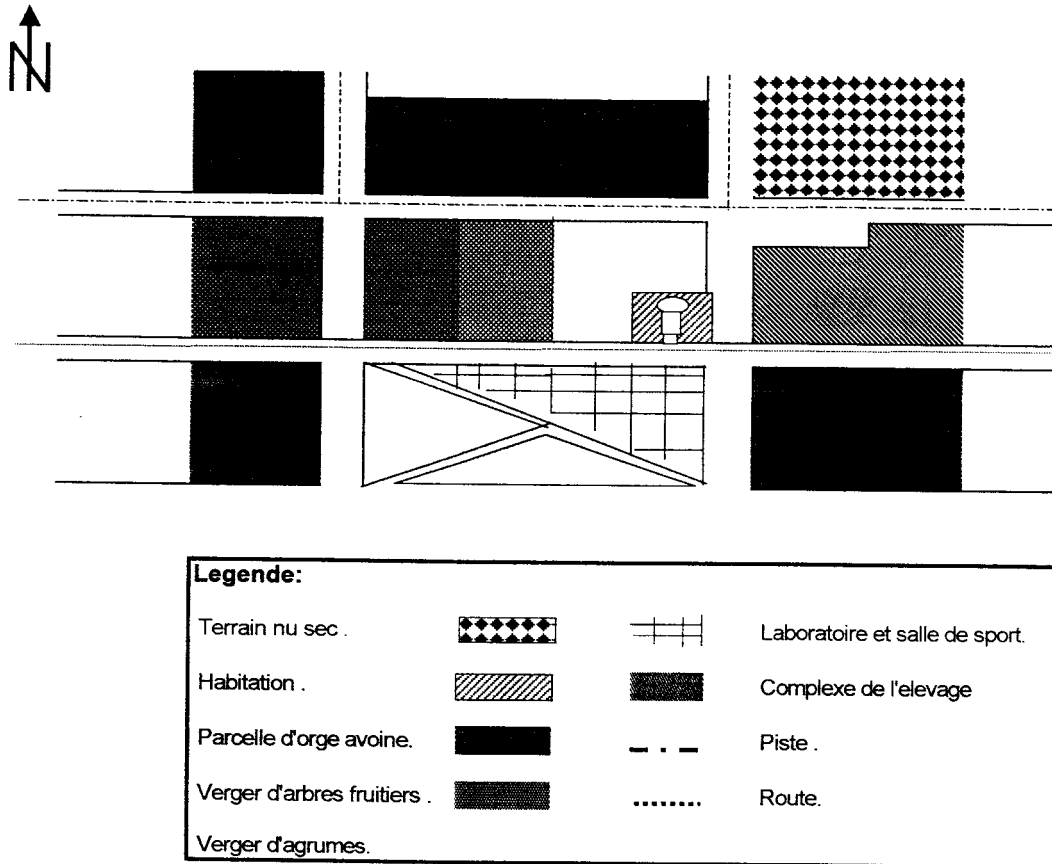 N
Legende:
Terrain nu sec .
Laboratoire et salle de sport.
Habitation .
Complexe de l'elevage
Parcelle d'orge avoine.
Piste .
Verger d'arbres fruitiers .
Route.
Verger d'agrumes.